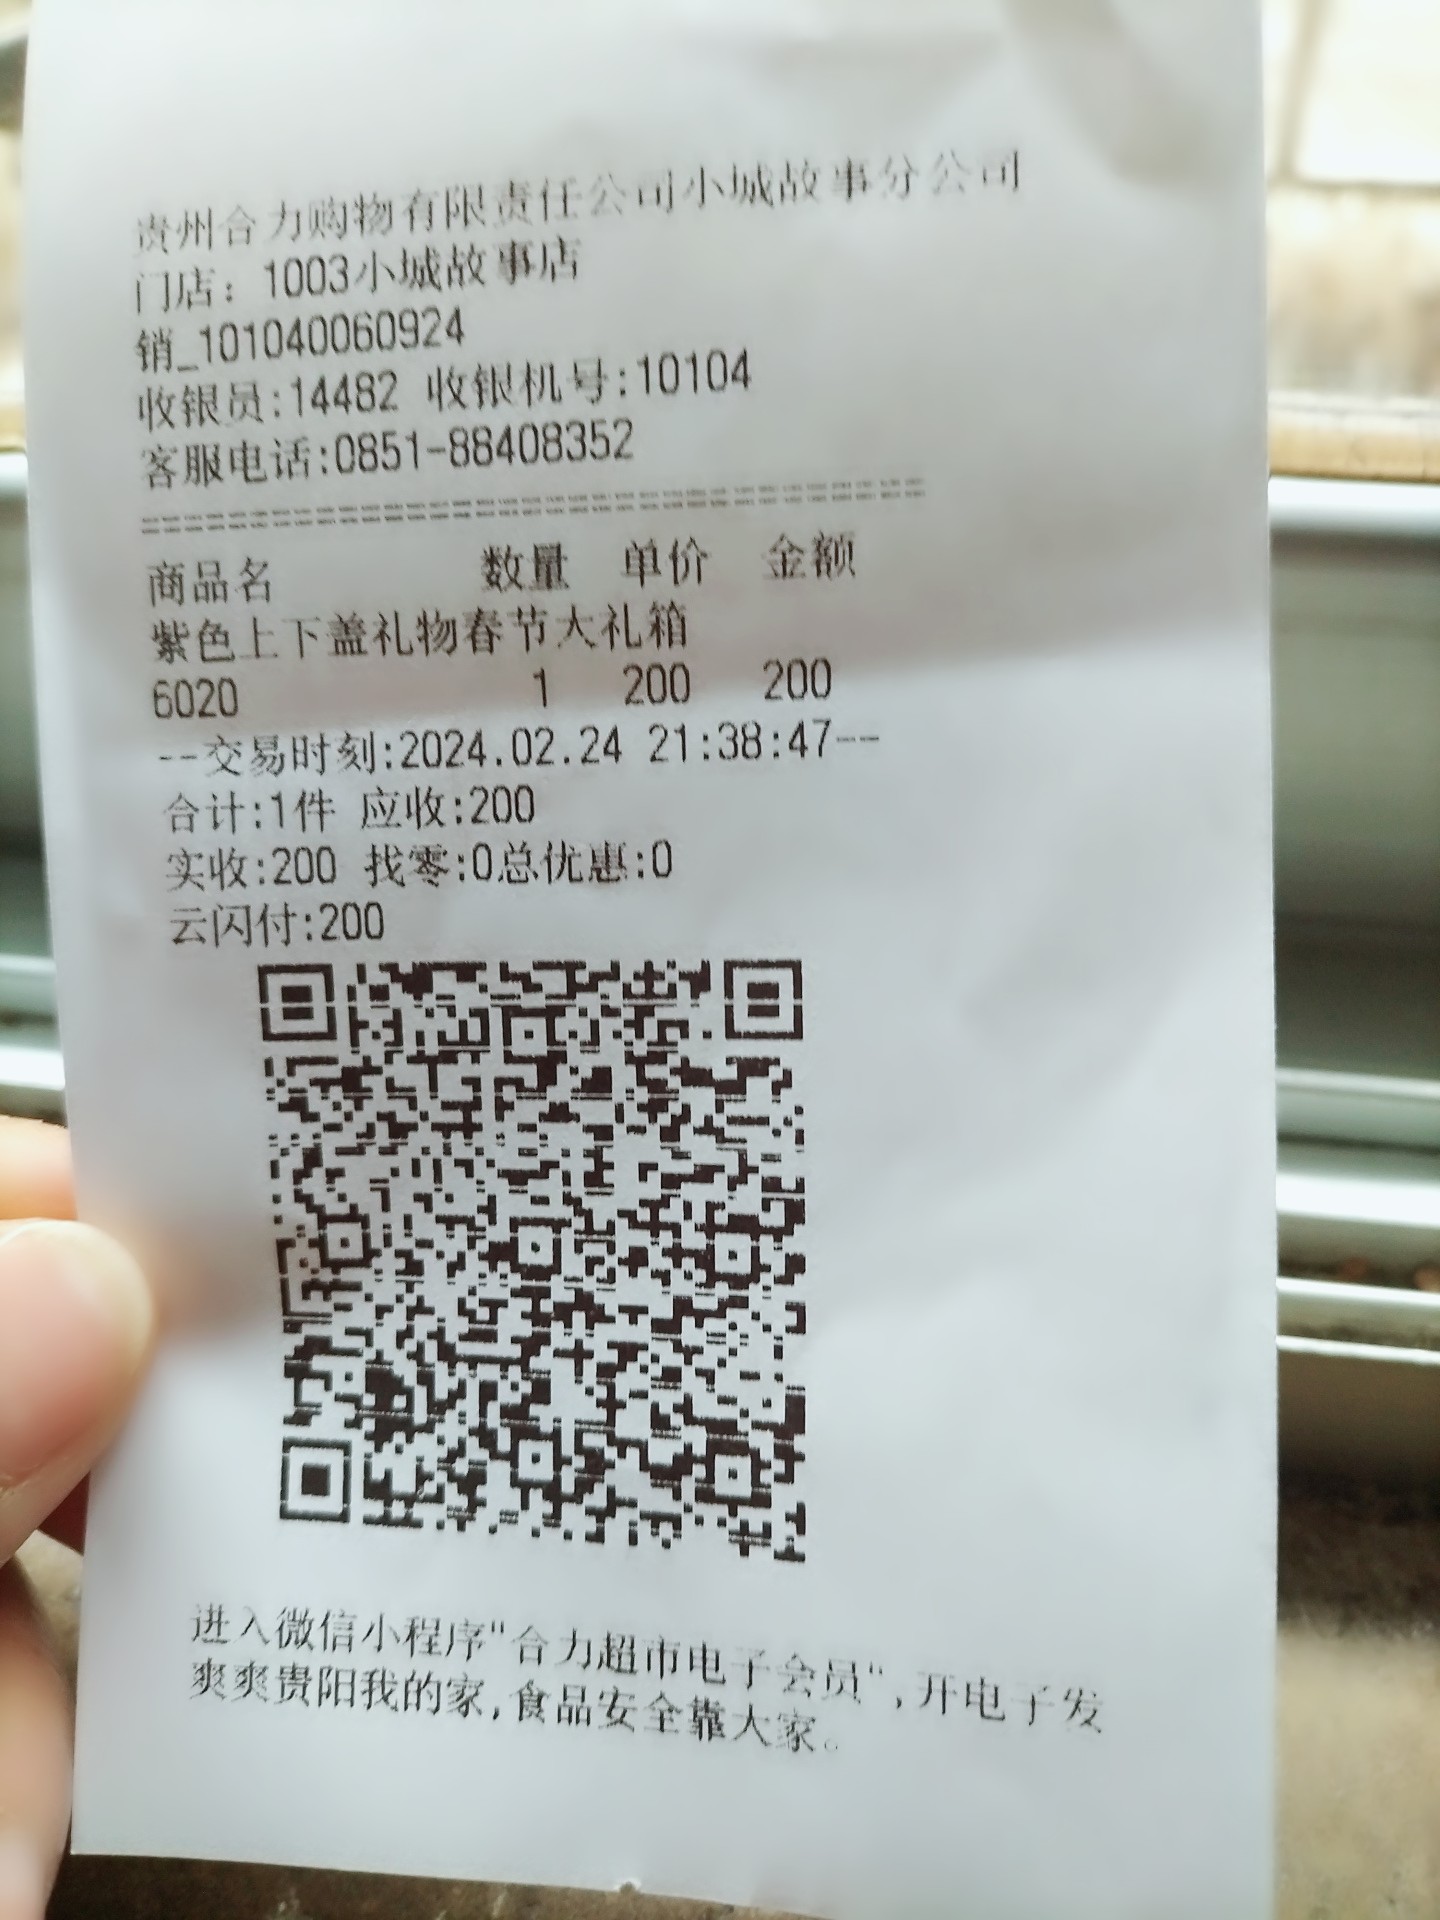 贵州合力购物有限责任公司小城故事分公司
门店：1003小城故事店
销_101040060924
收银员:14482 收银机号:10104
客服电话:0851-88408352
商品名 数量 单价 金额
紫色上下盖礼物春节大礼箱
6020 1 200 200
--交易时刻:2024.02.24 21:38:47--
合计:1件 应收:200
实收:200 找零:0总优惠:0
云闪付:200
进入微信小程序"合力超市电子会员",开电子发
爽爽贵阳我的家,食品安全靠大家。